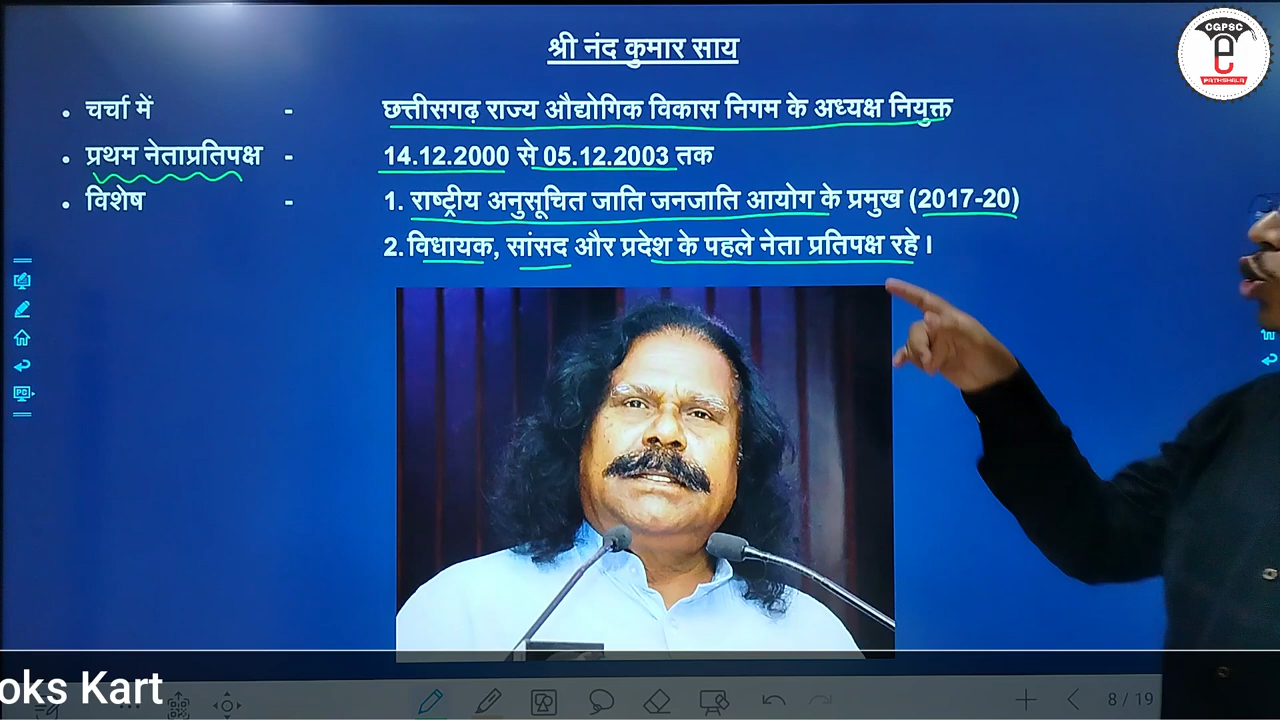 श्री नंद कुमार साय
CGPSC
e
PATHSHALA
• चर्चा में - छत्तीसगढ़ राज्य औद्योगिक विकास निगम के अध्यक्ष नियुक्त
• प्रथम नेताप्रतिपक्ष - 14.12.2000 से 05.12.2003 तक
• विशेष - 1. राष्ट्रीय अनुसूचित जाति जनजाति आयोग के प्रमुख (2017-20)
2. विधायक, सांसद और प्रदेश के पहले नेता प्रतिपक्ष रहे ।
PC
oks Kart
8 / 19